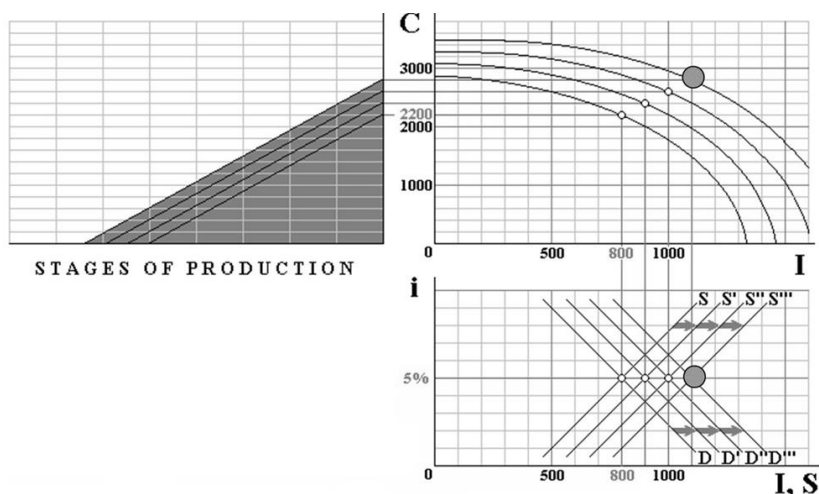 C
3000
2200
2000
1000
0
500
800
1000
I
STAGES OF PRODUCTION
i
S S' S'' S'''
5%
D D' D'' D'''
0
500
800
1000
I, S